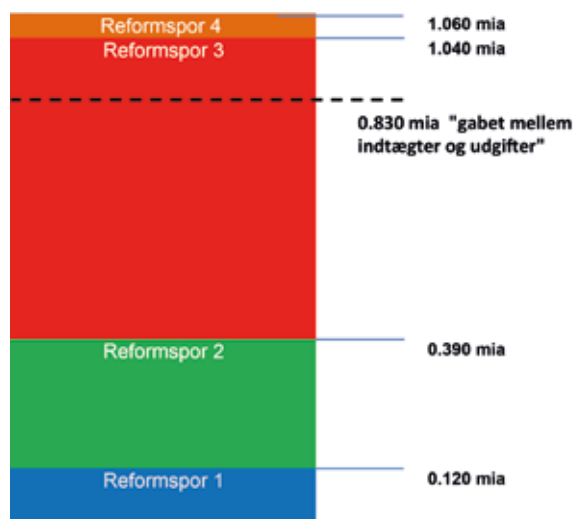 Reformspor 4
1.060 mia
Reformspor 3
1.040 mia
0.830 mia "gabet mellem
indtægter og udgifter"
Reformspor 2
0.390 mia
Reformspor 1
0.120 mia